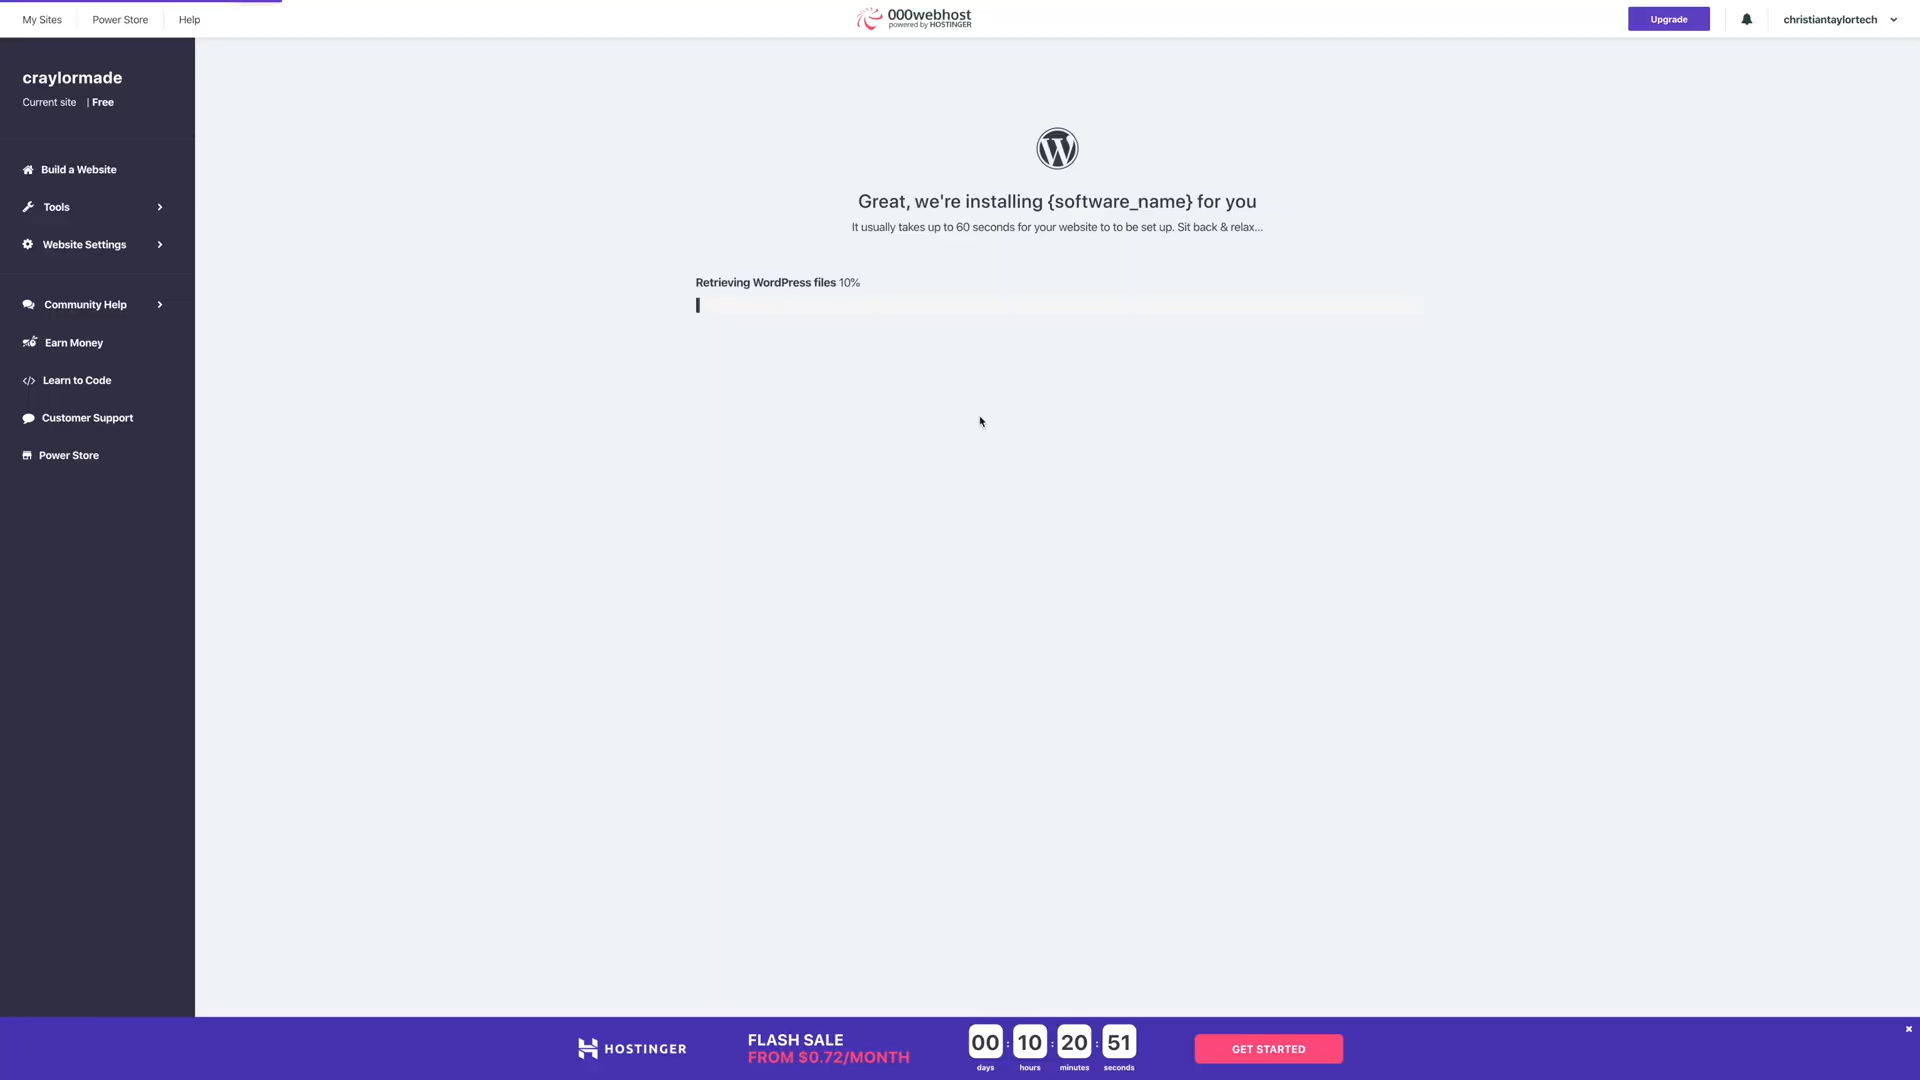 My Sites
Power Store
Help
000webhost
powered by HOSTINGER
Upgrade
christiantaylortech
craylormade
Current site | Free
Build a Website
Tools
Website Settings
Community Help
Earn Money
Learn to Code
Customer Support
Power Store
Great, we're installing {software_name} for you
It usually takes up to 60 seconds for your website to to be set up. Sit back & relax...
Retrieving WordPress files 10%
HOSTINGER
FLASH SALE
FROM $0.72/MONTH
00 : 10 : 20 : 51
days hours minutes seconds
GET STARTED